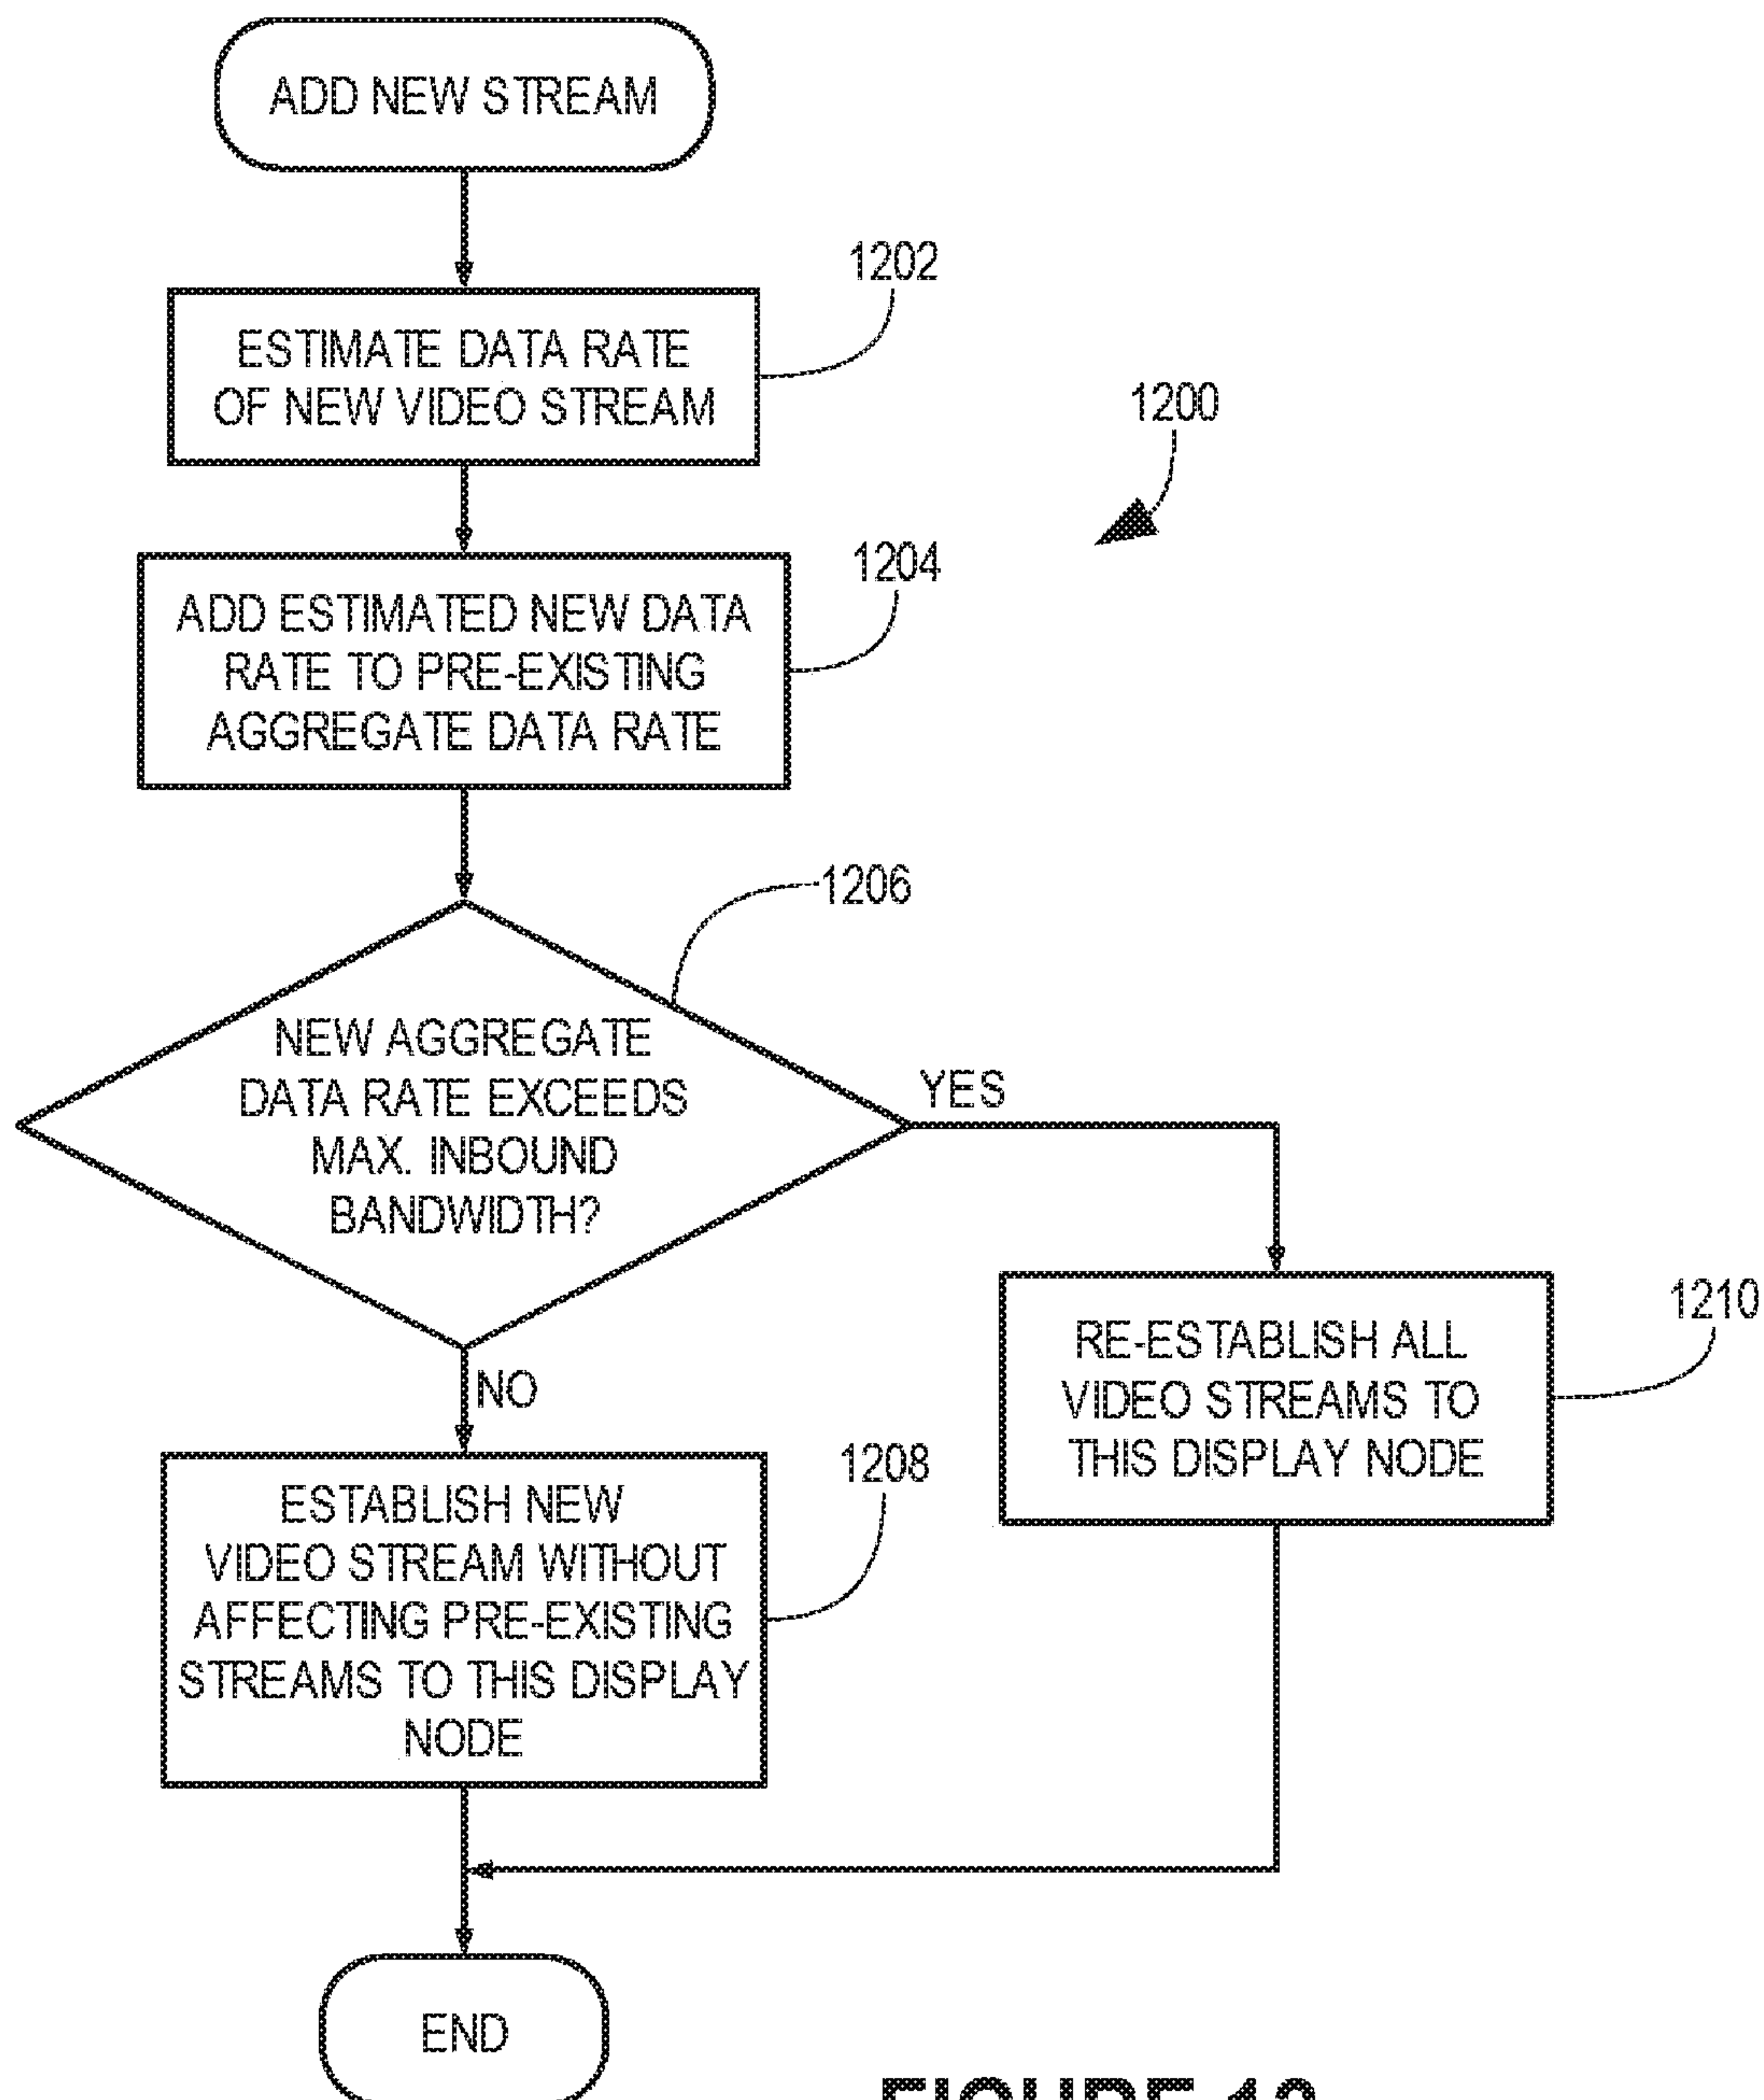 ADD NEW STREAM
1202
ESTIMATE DATA RATE
OF NEW VIDEO STREAM
1200
1204
ADD ESTIMATED NEW DATA
RATE TO PRE-EXISTING
AGGREGATE DATA RATE
1206
NEW AGGREGATE
DATA RATE EXCEEDS
MAX. INBOUND
BANDWIDTH?
YES
NO
1210
RE-ESTABLISH ALL
VIDEO STREAMS TO
THIS DISPLAY NODE
1208
ESTABLISH NEW
VIDEO STREAM WITHOUT
AFFECTING PRE-EXISTING
STREAMS TO THIS DISPLAY
NODE
END
FIGURE